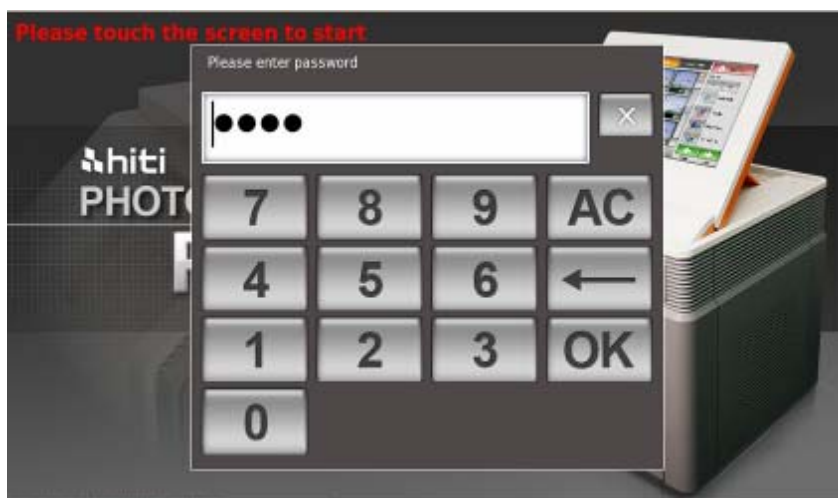 Please touch the screen to start
Please enter password
hiti
PHOTO
7 8 9 AC
4 5 6 ←
1 2 3 OK
0